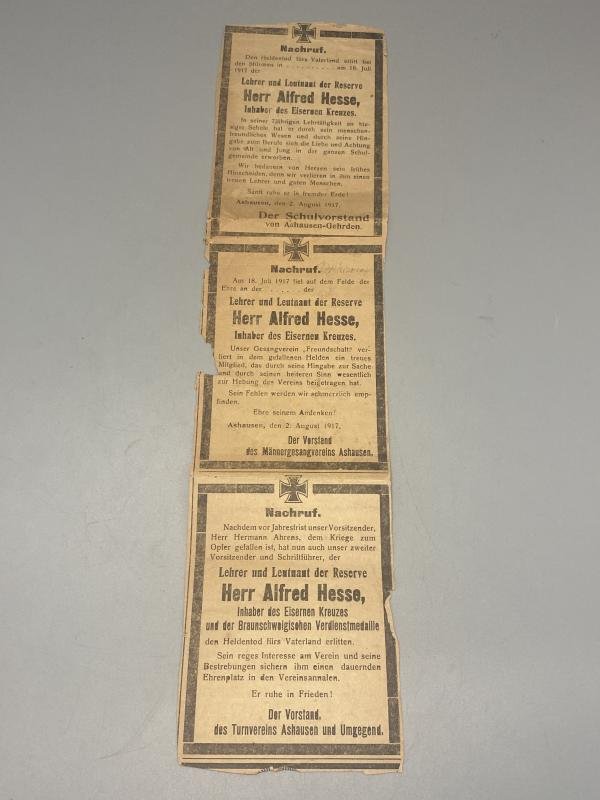 Nachruf.
Den Heldentod fürs Vaterland erlitt bei
den Stürmen in . . . . . . . . . . am 18. Juli
1917 der
Lehrer und Leutnant der Reserve
Herr Alfred Hesse,
Inhaber des Eisernen Kreuzes.
In seiner 7jährigen Lehrtätigkeit an hie-
siger Schule hat er durch sein menschen-
freundliches Wesen und durch seine Hin-
gabe zum Berufe sich die Liebe und Achtung
von Alt und Jung in der ganzen Schul-
gemeinde erworben.
Wir bedauern von Herzen sein frühes
Hinscheiden, denn wir verlieren in ihm einen
treuen Lehrer und guten Menschen.
Sanft ruhe er in fremder Erde!
Ashausen, den 2. August 1917.
Der Schulvorstand
von Ashausen-Gehrden.
Nachruf.
Am 18. Juli 1917 fiel auf dem Felde der
Ehre an der . . . . . . der
Lehrer und Leutnant der Reserve
Herr Alfred Hesse,
Inhaber des Eisernen Kreuzes.
Unser Gesangverein „Freundschaft“ ver-
liert in dem gefallenen Helden ein treues
Mitglied, das durch seine Hingabe zur Sache
und durch seinen heiteren Sinn wesentlich
zur Hebung des Vereins beigetragen hat.
Sein Fehlen werden wir schmerzlich emp-
finden.
Ehre seinem Andenken!
Ashausen, den 2. August 1917.
Der Vorstand
des Männergesangvereins Ashausen.
Nachruf.
Nachdem vor Jahresfrist unser Vorsitzender,
Herr Hermann Ahrens, dem Kriege zum
Opfer gefallen ist, hat nun auch unser zweiter
Vorsitzender und Schriftführer, der
Lehrer und Leutnant der Reserve
Herr Alfred Hesse,
Inhaber des Eisernen Kreuzes
und der Braunschweigischen Verdienstmedaille
den Heldentod fürs Vaterland erlitten.
Sein reges Interesse am Verein und seine
Bestrebungen sichern ihm einen dauernden
Ehrenplatz in den Vereinsannalen.
Er ruhe in Frieden!
Der Vorstand.
des Turnvereins Ashausen und Umgegend.